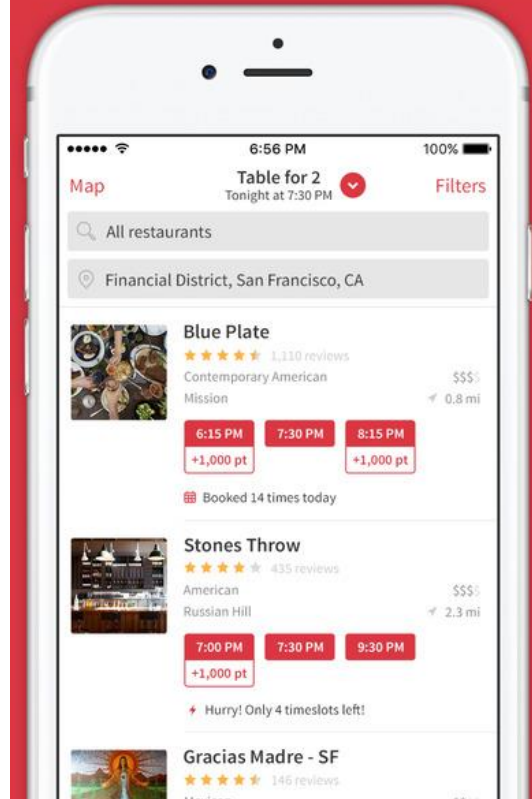 6:56 PM
100%
Map
Table for 2
Tonight at 7:30 PM
Filters
All restaurants
Financial District, San Francisco, CA
Blue Plate
1,110 reviews
Contemporary American
$$$$
Mission
0.8 mi
6:15 PM
7:30 PM
8:15 PM
+1,000 pt
+1,000 pt
Booked 14 times today
Stones Throw
435 reviews
American
$$$$
Russian Hill
2.3 mi
7:00 PM
7:30 PM
9:30 PM
+1,000 pt
Hurry! Only 4 timeslots left!
Gracias Madre - SF
146 reviews